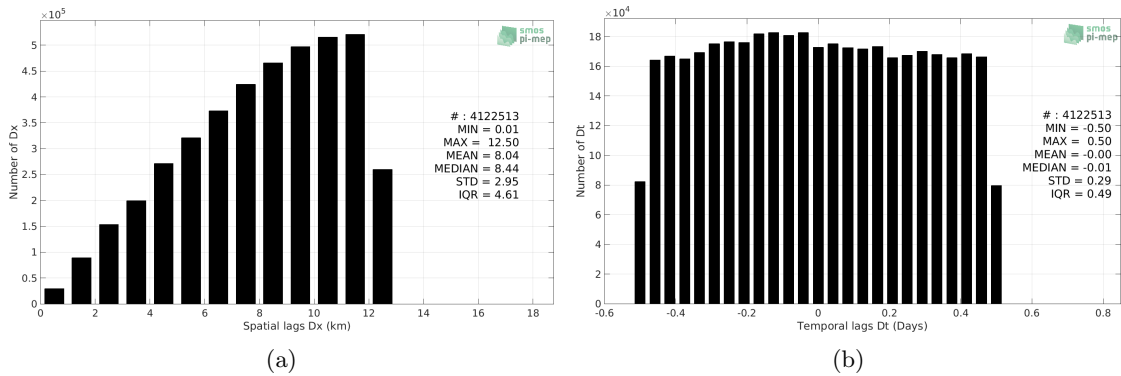 ×10⁵
5
4.5
4
3.5
3
2.5
2
1.5
1
0.5
0
Number of Dx
0 2 4 6 8 10 12 14 16 18
Spatial lags Dx (km)
smos
pi-mep
# : 4122513
MIN = 0.01
MAX = 12.50
MEAN = 8.04
MEDIAN = 8.44
STD = 2.95
IQR = 4.61
(a)
×10⁴
18
16
14
12
10
8
6
4
2
0
Number of Dt
-0.6 -0.4 -0.2 0 0.2 0.4 0.6 0.8
Temporal lags Dt (Days)
smos
pi-mep
# : 4122513
MIN = -0.50
MAX = 0.50
MEAN = -0.00
MEDIAN = -0.01
STD = 0.29
IQR = 0.49
(b)